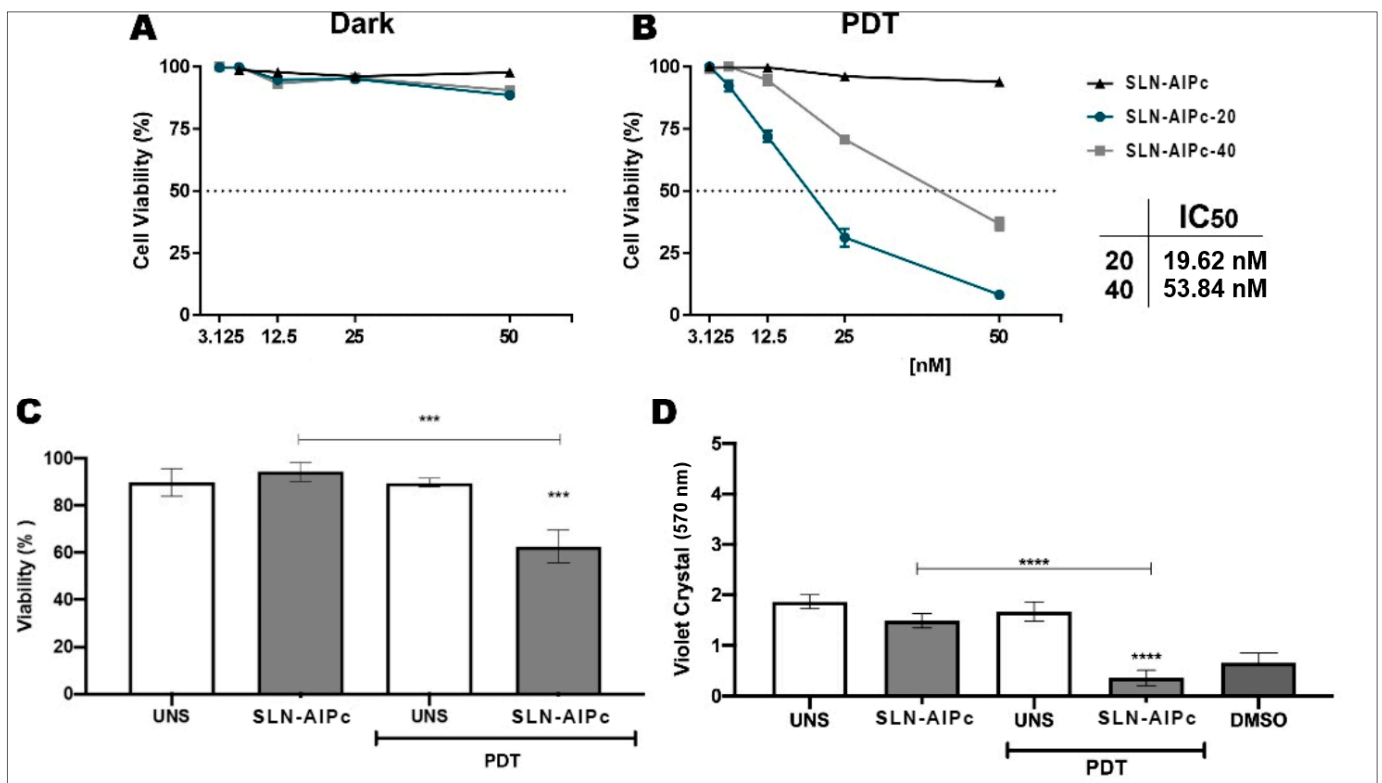 A
Dark
Cell Viability (%)
100
75
50
25
0
3.125
12.5
25
50
B
PDT
Cell Viability (%)
100
75
50
25
0
3.125
12.5
25
50
[nM]
SLN-AlPc
SLN-AlPc-20
SLN-AlPc-40
IC50
20 19.62 nM
40 53.84 nM
C
Viability (% )
100
80
60
40
20
0
***
***
UNS
SLN-AlPc
UNS
SLN-AlPc
PDT
D
Violet Crystal (570 nm)
5
4
3
2
1
0
****
****
UNS
SLN-AlPc
UNS
SLN-AlPc
DMSO
PDT